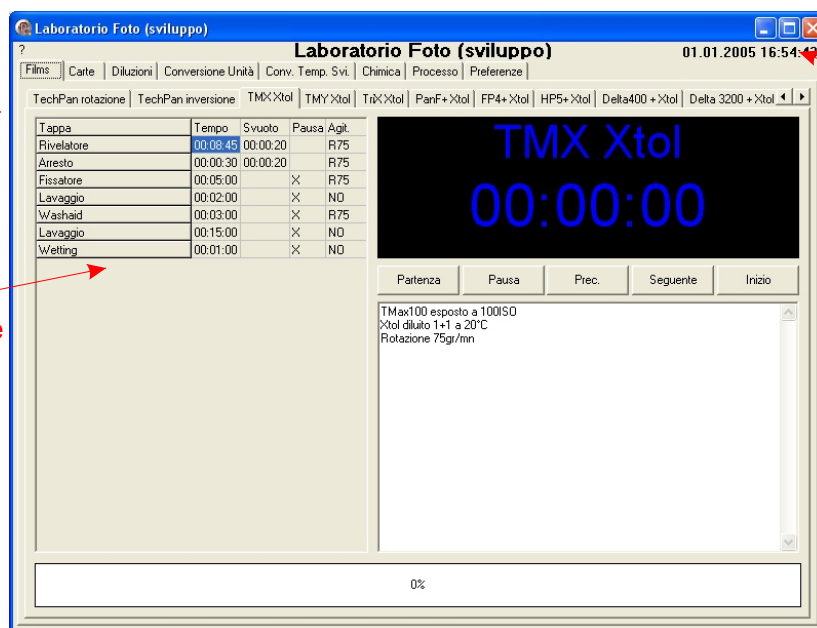 Laboratorio Foto (sviluppo)
? Laboratorio Foto (sviluppo) 01.01.2005 16:54:42
Films Carte Diluzioni Conversione Unità Conv. Temp. Svi. Chimica Processo Preferenze
TechPan rotazione TechPan inversione TMX Xtol TMY Xtol TriX Xtol PanF+ Xtol FP4+ Xtol HP5+ Xtol Delta400 + Xtol Delta 3200 + Xtol
Tappa Tempo Svuoto Pausa Agit.
Rivelatore 00:08:45 00:00:20 R75
Arresto 00:00:30 00:00:20 R75
Fissatore 00:05:00 X R75
Lavaggio 00:02:00 X NO
Washaid 00:03:00 X R75
Lavaggio 00:15:00 X NO
Wetting 00:01:00 X NO
TMX Xtol
00:00:00
Partenza Pausa Prec. Seguente Inizio
TMax100 esposto a 100ISO
Xtol diluito 1+1 a 20°C
Rotazione 75gr/mn
0%
e